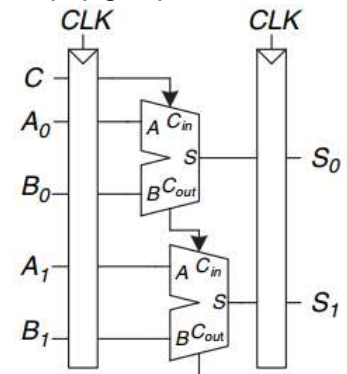 CLK CLK
C
A0 A Cin
S S0
B0 B Cout
A1 A Cin
S S1
B1 B Cout